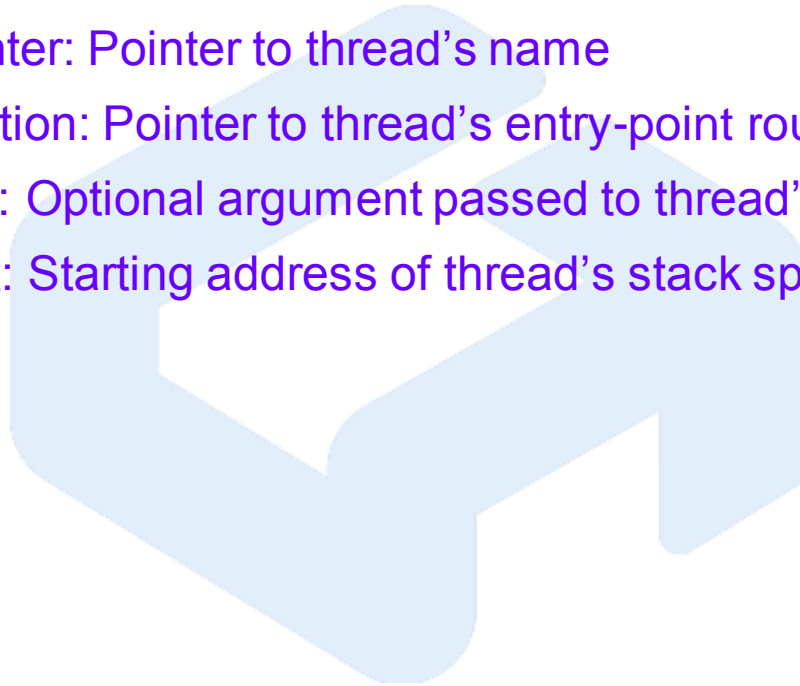 nter: Pointer to thread’s name
tion: Pointer to thread’s entry-point rou
: Optional argument passed to thread’
: Starting address of thread’s stack sp